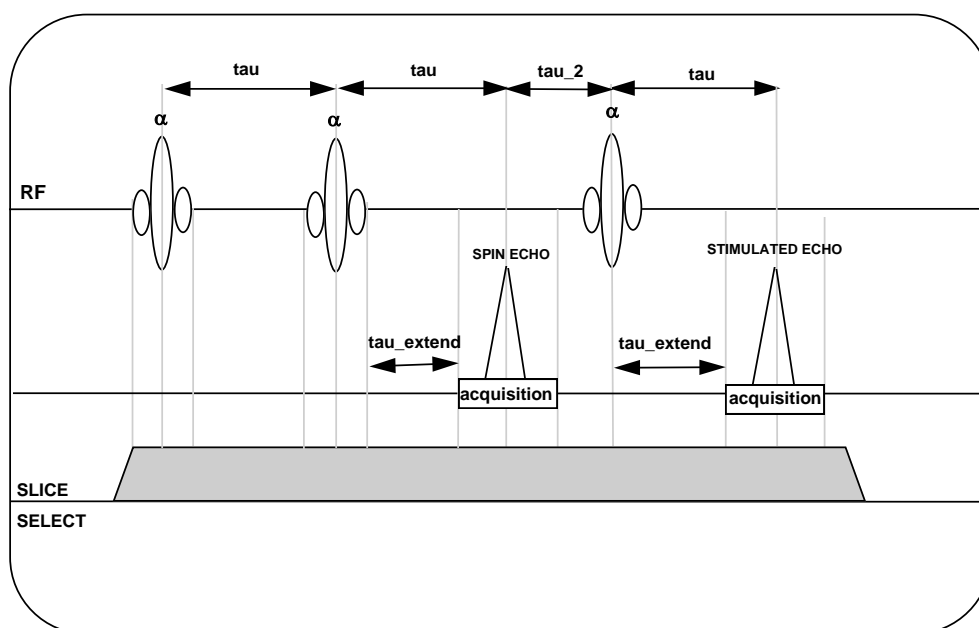 tau
tau
tau_2
tau
α
α
α
RF
SPIN ECHO
STIMULATED ECHO
tau_extend
tau_extend
acquisition
acquisition
SLICE
SELECT